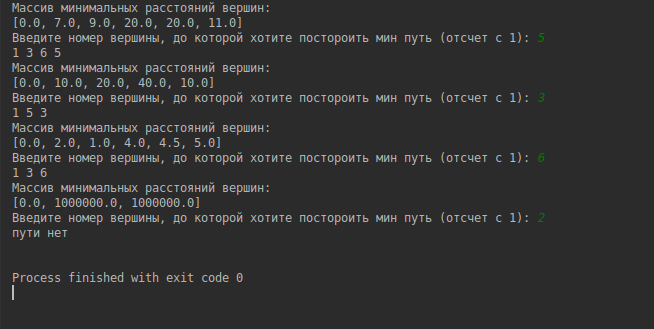 Массив минимальных расстояний вершин:
[0.0, 7.0, 9.0, 20.0, 20.0, 11.0]
Введите номер вершины, до которой хотите постороить мин путь (отсчет с 1): 5
1 3 6 5
Массив минимальных расстояний вершин:
[0.0, 10.0, 20.0, 40.0, 10.0]
Введите номер вершины, до которой хотите постороить мин путь (отсчет с 1): 3
1 5 3
Массив минимальных расстояний вершин:
[0.0, 2.0, 1.0, 4.0, 4.5, 5.0]
Введите номер вершины, до которой хотите постороить мин путь (отсчет с 1): 6
1 3 6
Массив минимальных расстояний вершин:
[0.0, 1000000.0, 1000000.0]
Введите номер вершины, до которой хотите постороить мин путь (отсчет с 1): 2
пути нет
Process finished with exit code 0